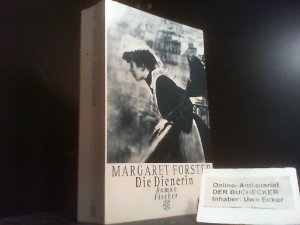 MARGARET FORSTER
Die Dienerin
Roman
Fischer
Online- Antiquariat
DER BUCHECKER
Inhaber: Uwe Ecker